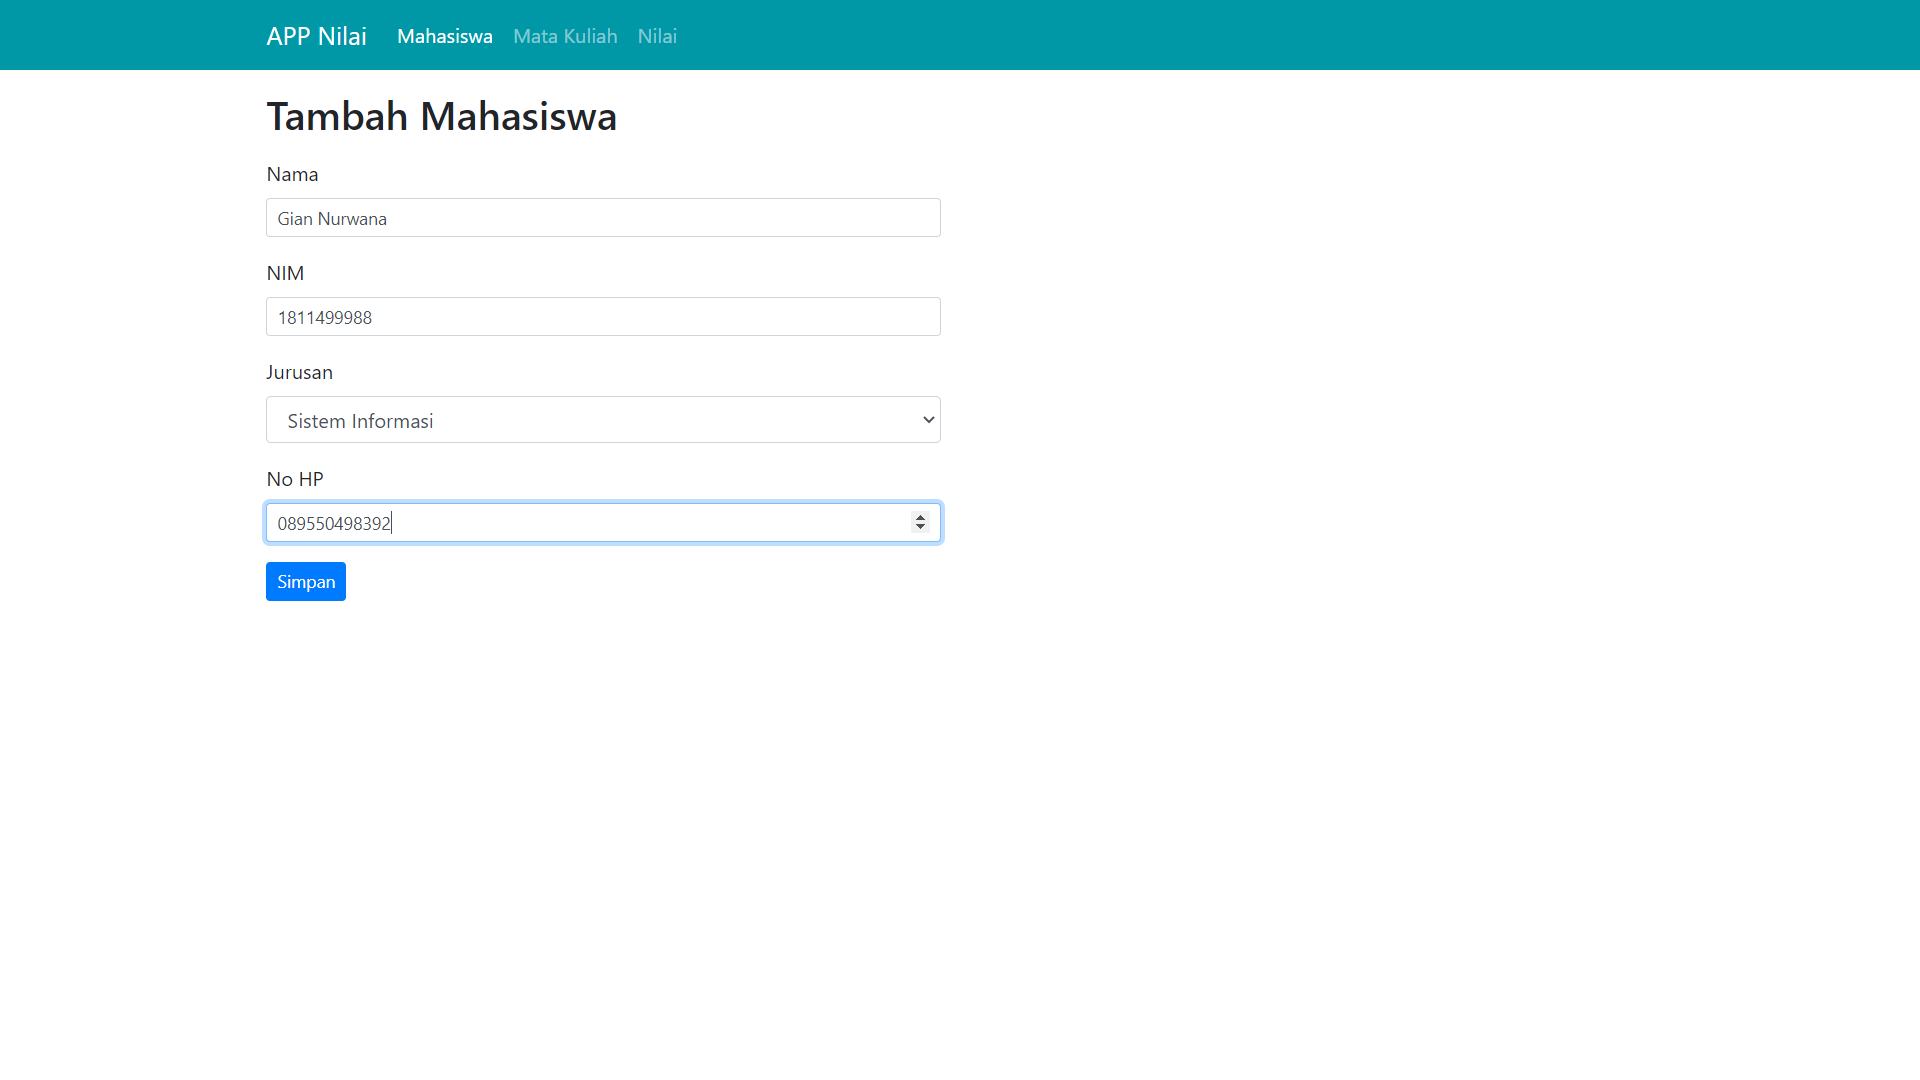 APP Nilai Mahasiswa Mata Kuliah Nilai
Tambah Mahasiswa
Nama
Gian Nurwana
NIM
1811499988
Jurusan
Sistem Informasi
No HP
089550498392
Simpan